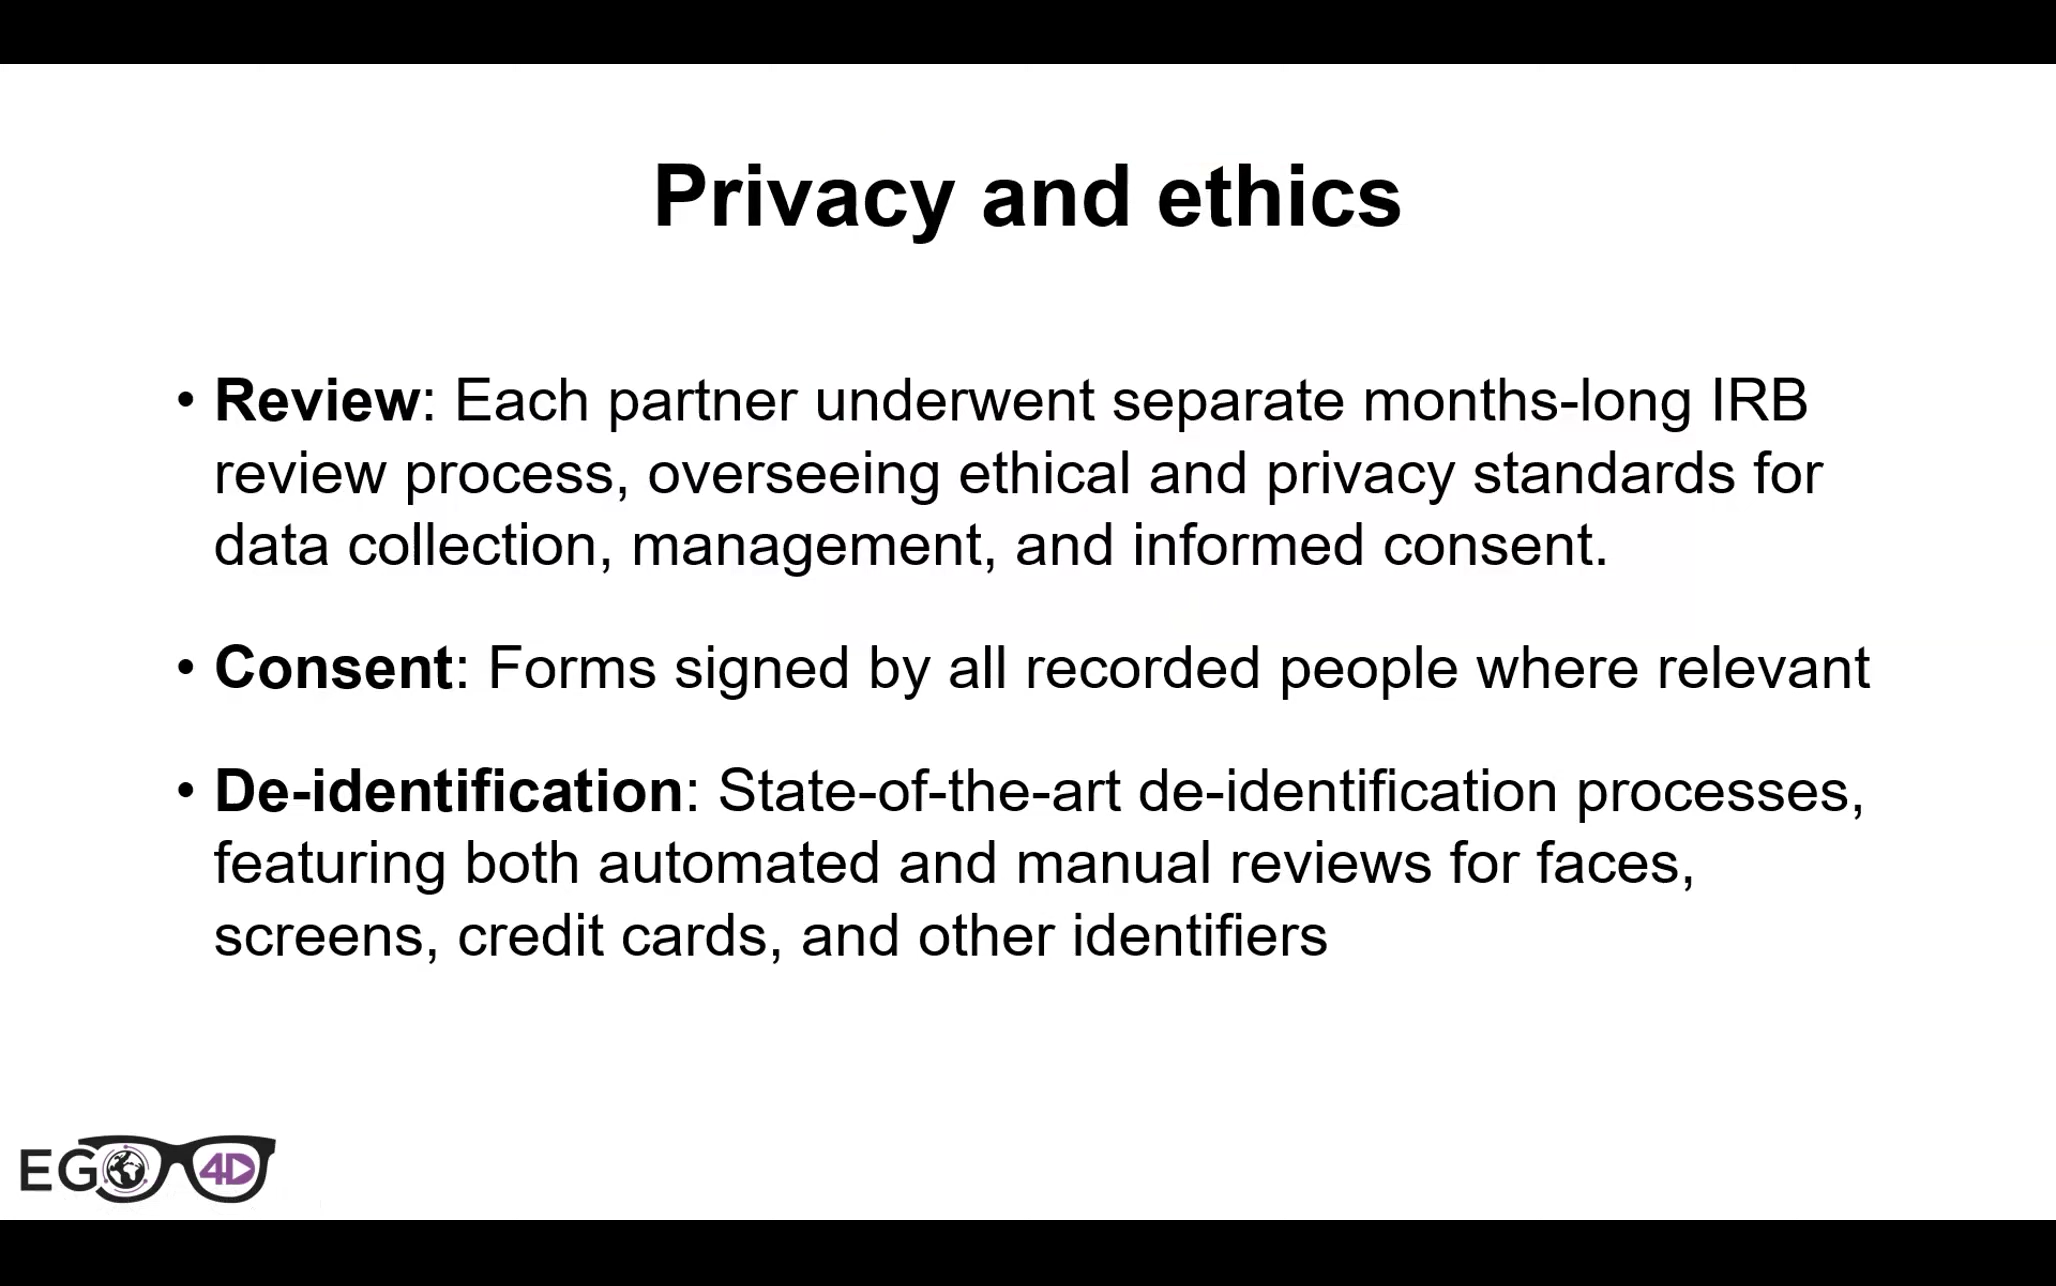 Privacy and ethics
• Review: Each partner underwent separate months-long IRB
review process, overseeing ethical and privacy standards for
data collection, management, and informed consent.
• Consent: Forms signed by all recorded people where relevant
• De-identification: State-of-the-art de-identification processes,
featuring both automated and manual reviews for faces,
screens, credit cards, and other identifiers
EGO 4D